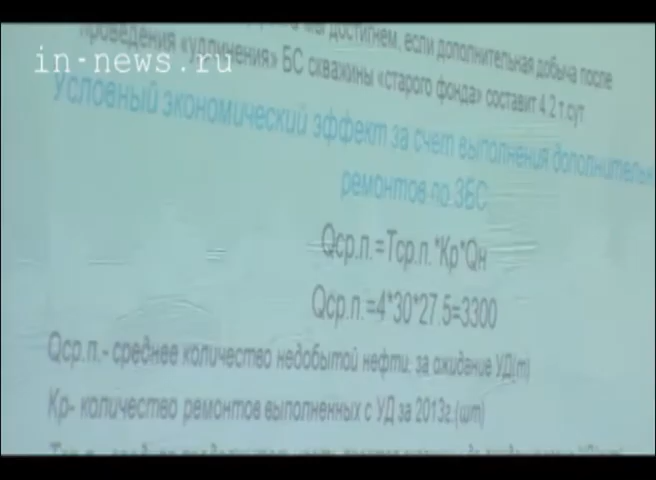 in-news.ru
мы достигнем, если дополнительная добыча после
проведения «удлинения» БС скважины «старого фонда» составит 4.2 т.сут
Условный экономический эффект за счет выполнения дополнительн
ремонтов по ЗБС
Qср.п.=Tср.п.*Кр*Qн
Qср.п.=4*30*27.5=3300
Qср.п.- среднее количество недобытой нефти, за ожидание УД(т)
Кр- количество ремонтов выполненных с УД за 2013г.(шт)